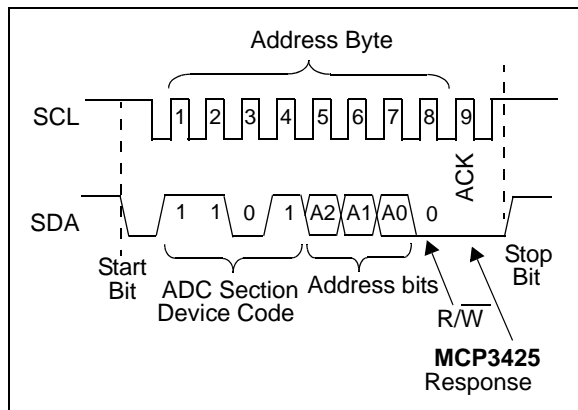 Address Byte
SCL 1 2 3 4 5 6 7 8 9
ACK
SDA 1 1 0 1 A2 A1 A0 0
Start
Bit
ADC Section
Device Code
Address bits
Stop
Bit
R/W̅
MCP3425
Response